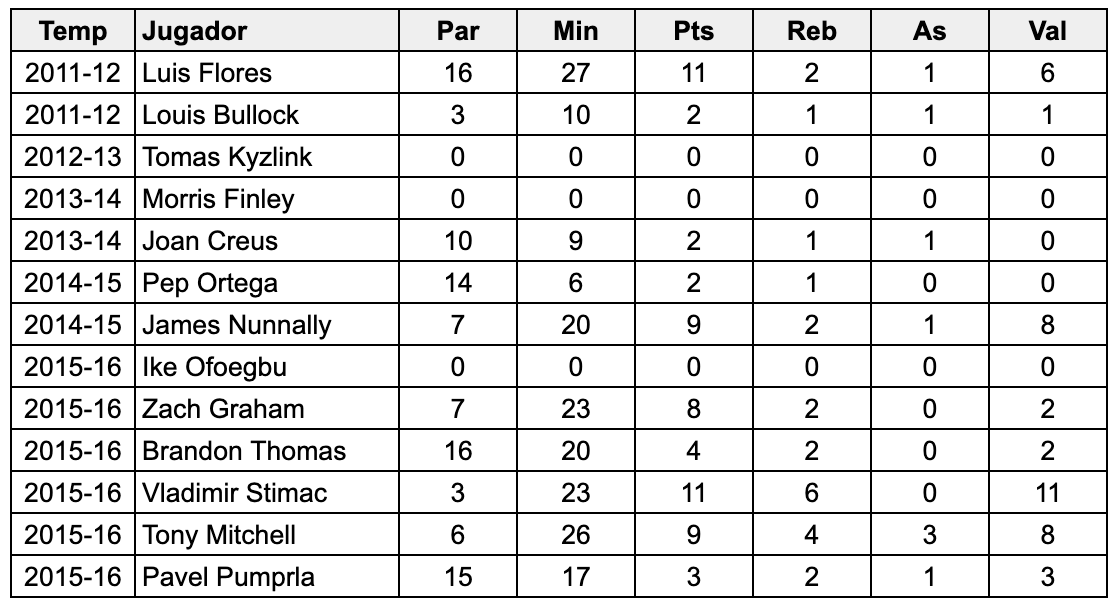 Temp Jugador Par Min Pts Reb As Val
2011-12 Luis Flores 16 27 11 2 1 6
2011-12 Louis Bullock 3 10 2 1 1 1
2012-13 Tomas Kyzlink 0 0 0 0 0 0
2013-14 Morris Finley 0 0 0 0 0 0
2013-14 Joan Creus 10 9 2 1 1 0
2014-15 Pep Ortega 14 6 2 1 0 0
2014-15 James Nunnally 7 20 9 2 1 8
2015-16 Ike Ofoegbu 0 0 0 0 0 0
2015-16 Zach Graham 7 23 8 2 0 2
2015-16 Brandon Thomas 16 20 4 2 0 2
2015-16 Vladimir Stimac 3 23 11 6 0 11
2015-16 Tony Mitchell 6 26 9 4 3 8
2015-16 Pavel Pumprla 15 17 3 2 1 3